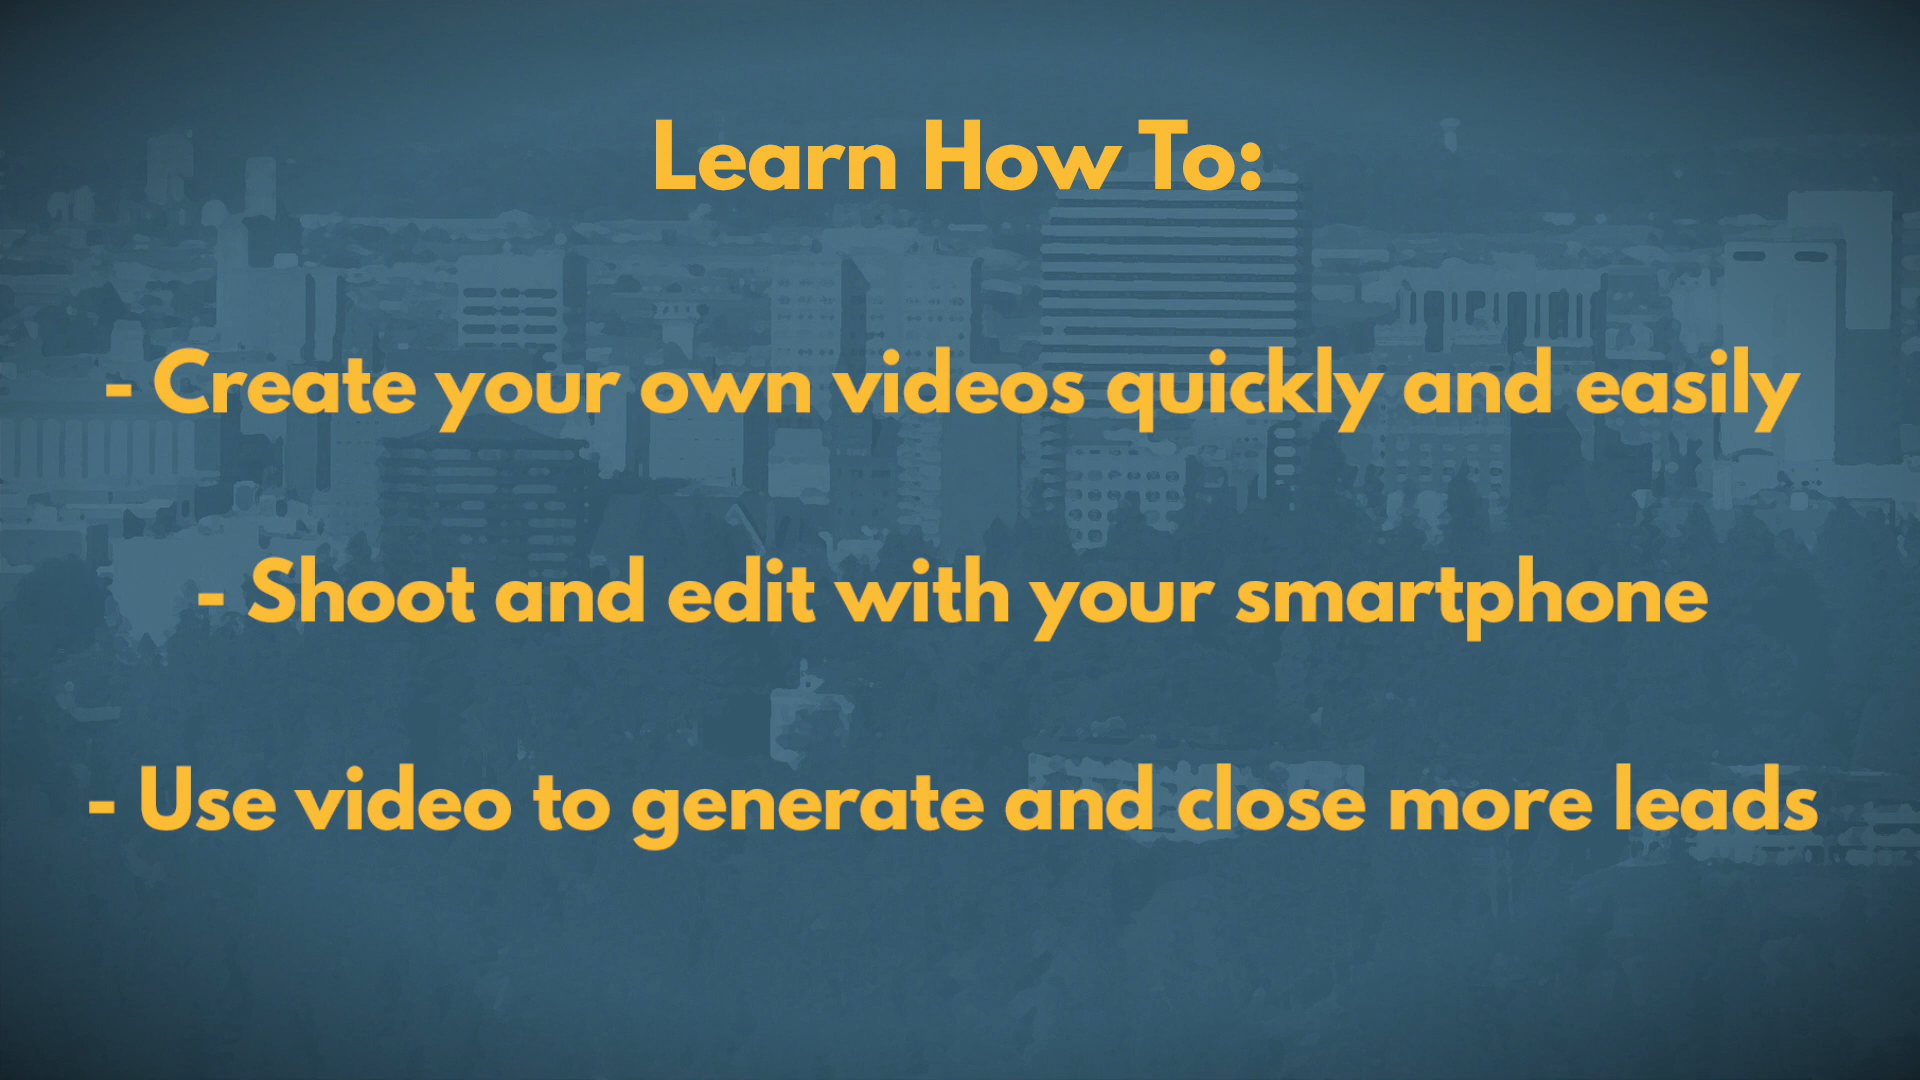 Learn How To:
- Create your own videos quickly and easily
- Shoot and edit with your smartphone
- Use video to generate and close more leads